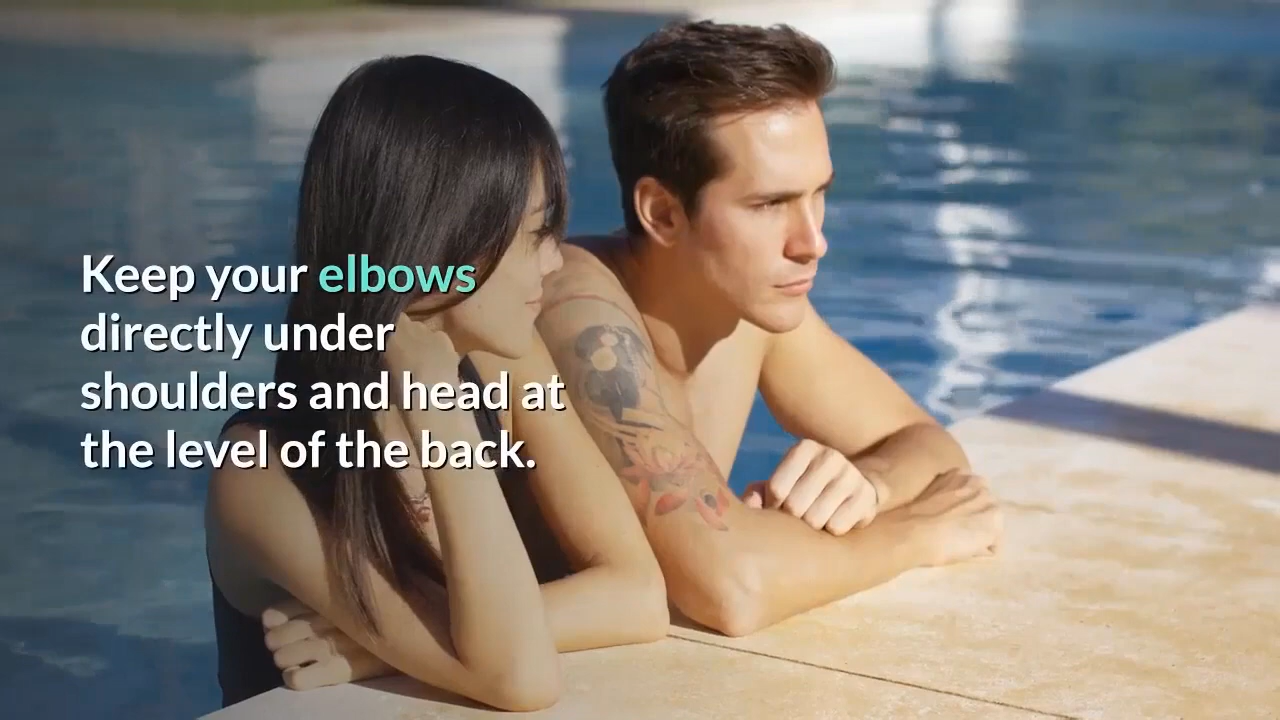 Keep your elbows
directly under
shoulders and head at
the level of the back.